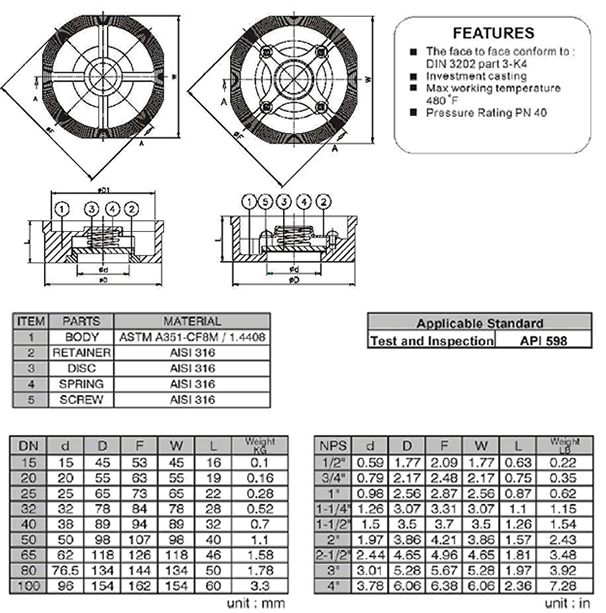 W
A
A
ØF
W
A
A
ØF
FEATURES
The face to face conform to :
DIN 3202 part 3-K4
Investment casting
Max working temperature
480°F
Pressure Rating PN 40
ØD1
1 3 4 2
L
Ød
ØD
1 5 3 4 2
L
Ød
ØD
ITEM PARTS MATERIAL
1 BODY ASTM A351-CF8M / 1.4408
2 RETAINER AISI 316
3 DISC AISI 316
4 SPRING AISI 316
5 SCREW AISI 316
Applicable Standard
Test and Inspection API 598
DN d D F W L Weight KG
15 15 45 53 45 16 0.1
20 20 55 63 55 19 0.16
25 25 65 73 65 22 0.28
32 32 78 84 78 28 0.52
40 38 89 94 89 32 0.7
50 50 98 107 98 40 1.1
65 62 118 126 118 46 1.58
80 76.5 134 144 134 50 1.78
100 96 154 162 154 60 3.3
unit : mm
NPS d D F W L Weight LB
1/2" 0.59 1.77 2.09 1.77 0.63 0.22
3/4" 0.79 2.17 2.48 2.17 0.75 0.35
1" 0.98 2.56 2.87 2.56 0.87 0.62
1-1/4" 1.26 3.07 3.31 3.07 1.1 1.15
1-1/2" 1.5 3.5 3.7 3.5 1.26 1.54
2" 1.97 3.86 4.21 3.86 1.57 2.43
2-1/2" 2.44 4.65 4.96 4.65 1.81 3.48
3" 3.01 5.28 5.67 5.28 1.97 3.92
4" 3.78 6.06 6.38 6.06 2.36 7.28
unit : in